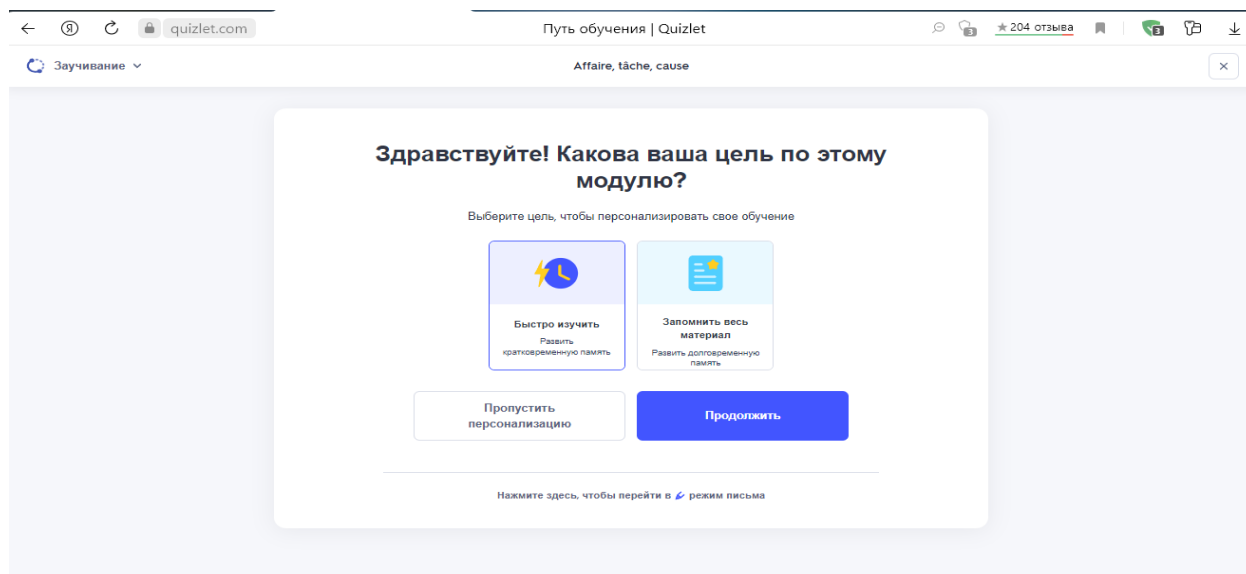 Я quizlet.com Путь обучения | Quizlet 3 ★ 204 отзыва 3
Заучивание Affaire, tâche, cause
Здравствуйте! Какова ваша цель по этому
модулю?
Выберите цель, чтобы персонализировать свое обучение
Быстро изучить
Развить
кратковременную память
Запомнить весь
материал
Развить долговременную
память
Пропустить
персонализацию
Продолжить
Нажмите здесь, чтобы перейти в режим письма